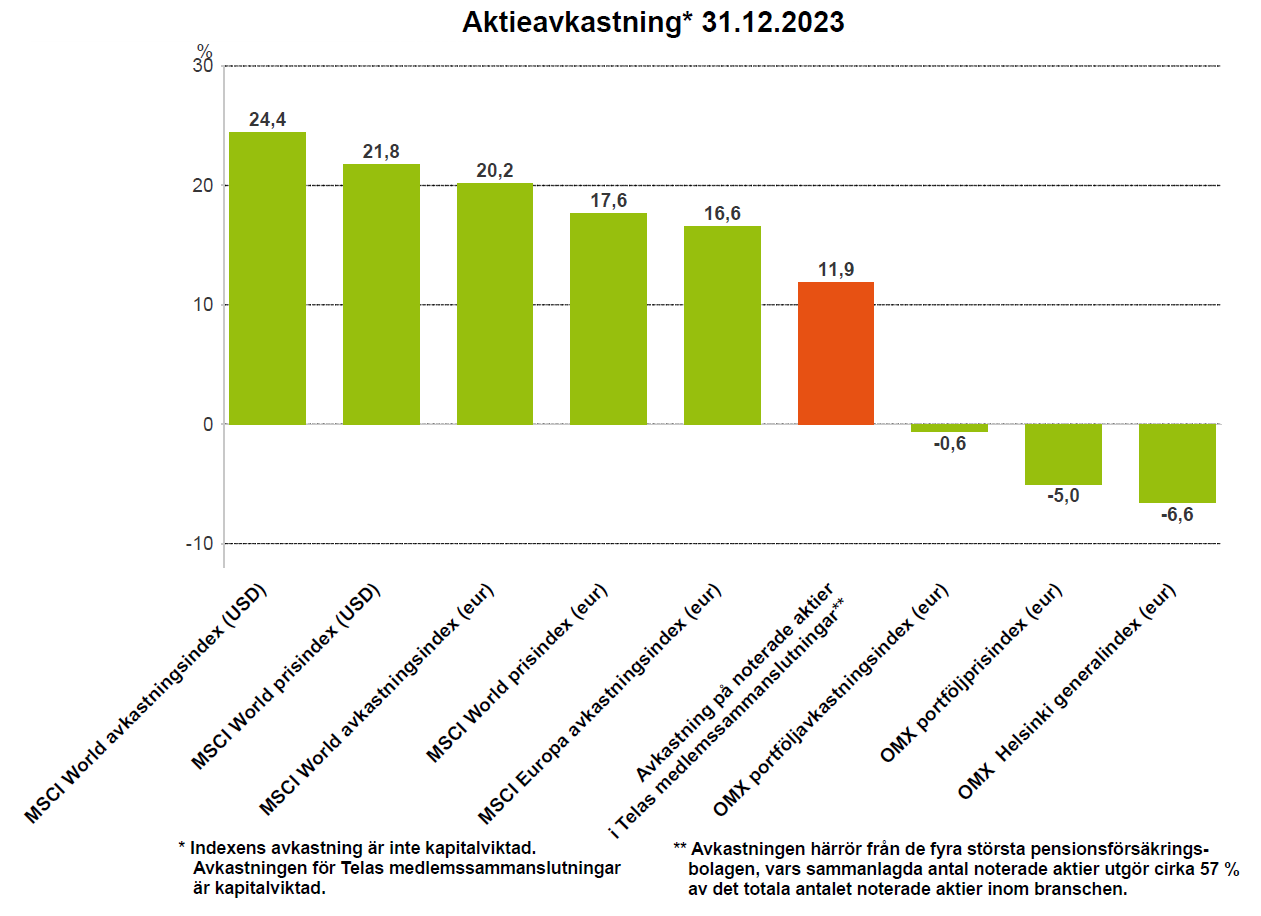 Aktieavkastning* 31.12.2023
%
30
20
10
0
-10
24,4
21,8
20,2
17,6
16,6
11,9
-0,6
-5,0
-6,6
MSCI World avkastningsindex (USD)
MSCI World prisindex (USD)
MSCI World avkastningsindex (eur)
MSCI World prisindex (eur)
MSCI Europa avkastningsindex (eur)
Avkastning på noterade aktier
i Telas medlemssammanslutningar**
OMX portföljavkastningsindex (eur)
OMX portföljprisindex (eur)
OMX Helsinki generalindex (eur)
* Indexens avkastning är inte kapitalviktad.
Avkastningen för Telas medlemssammanslutningar
är kapitalviktad.
** Avkastningen härrör från de fyra största pensionsförsäkrings-
bolagen, vars sammanlagda antal noterade aktier utgör cirka 57 %
av det totala antalet noterade aktier inom branschen.